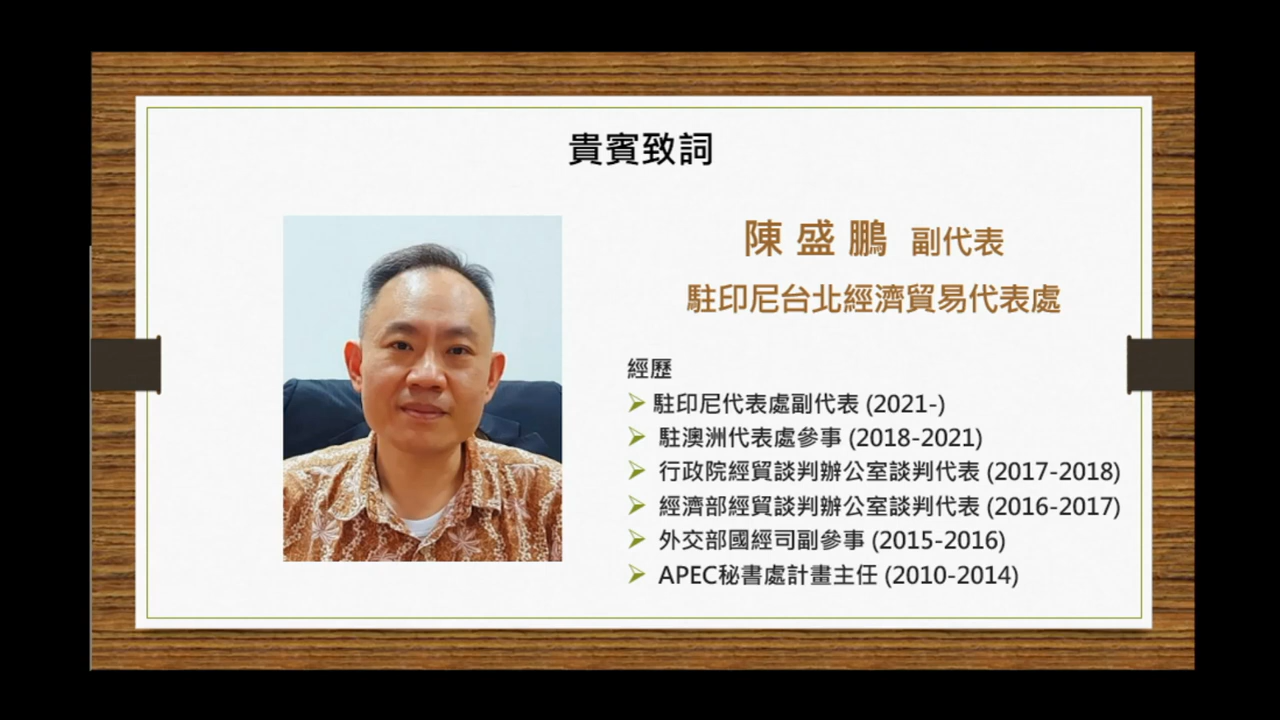 貴賓致詞
陳盛鵬 副代表
駐印尼台北經濟貿易代表處
經歷
駐印尼代表處副代表 (2021-)
駐澳洲代表處參事 (2018-2021)
行政院經貿談判辦公室談判代表 (2017-2018)
經濟部經貿談判辦公室談判代表 (2016-2017)
外交部國經司副參事 (2015-2016)
APEC秘書處計畫主任 (2010-2014)